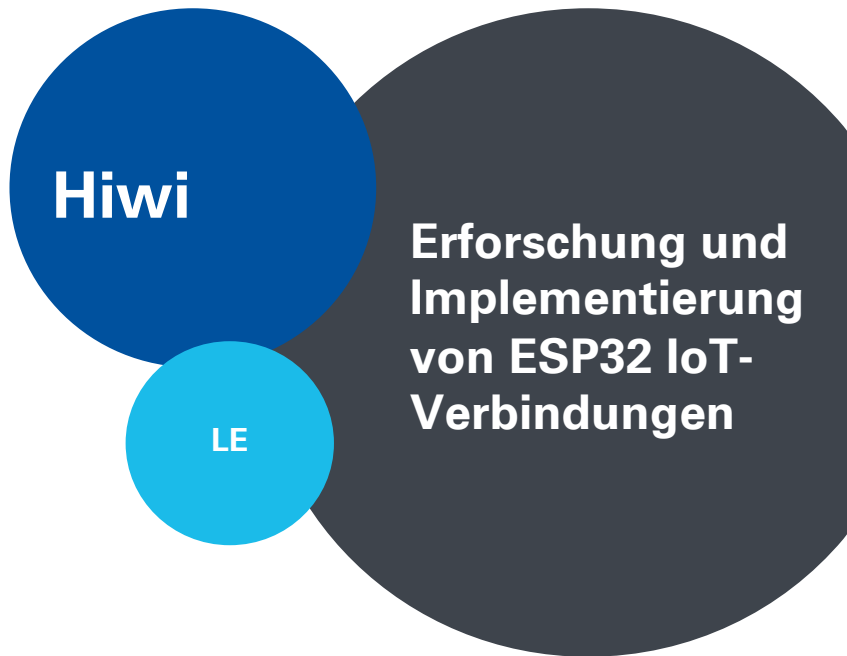 Hiwi
Erforschung und
Implementierung
von ESP32 IoT-
Verbindungen
LE